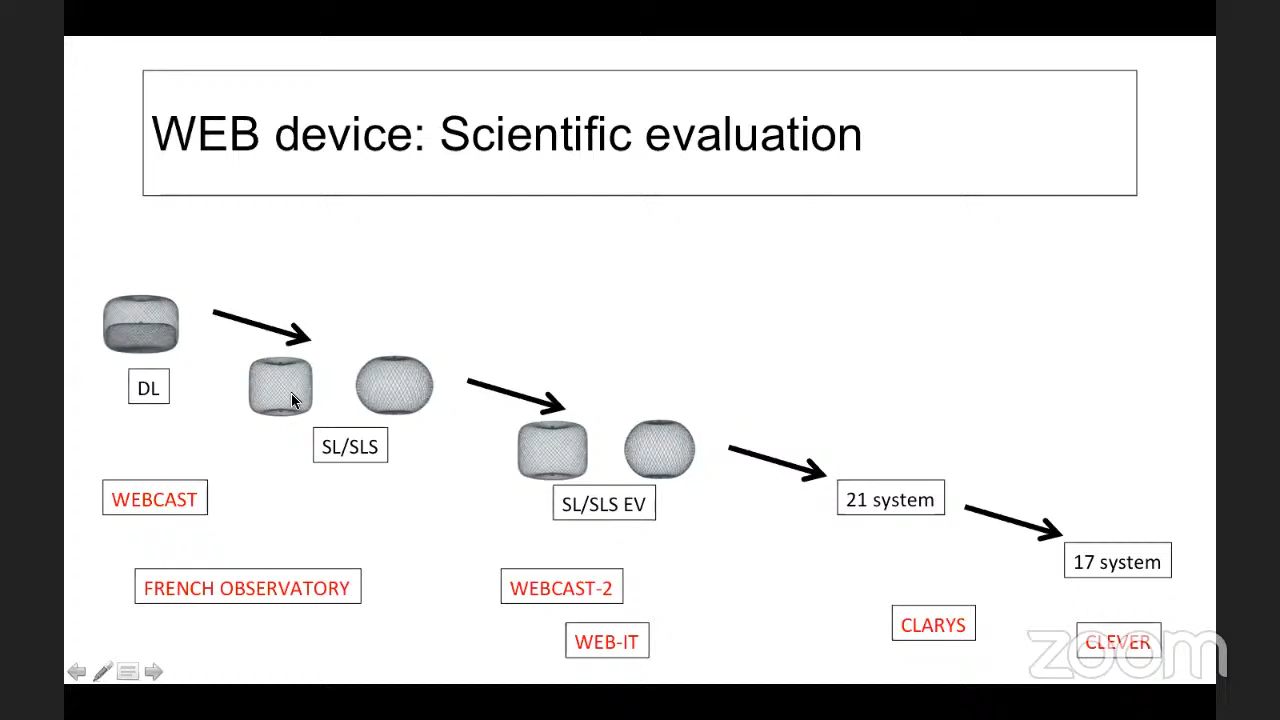 WEB device: Scientific evaluation
DL
SL/SLS
SL/SLS EV
21 system
17 system
WEBCAST
FRENCH OBSERVATORY
WEBCAST-2
WEB-IT
CLARYS
CLEVER
zoom